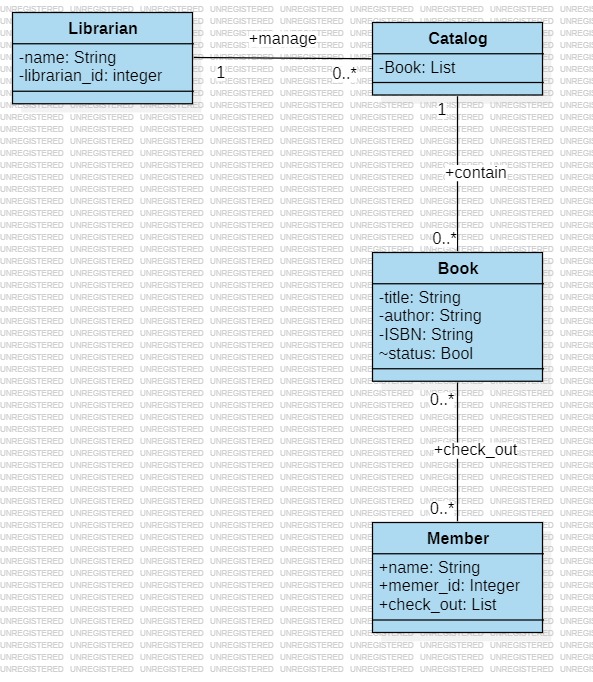 Librarian
-name: String
-librarian_id: integer
+manage
1
0..*
Catalog
-Book: List
1
+contain
0..*
Book
-title: String
-author: String
-ISBN: String
~status: Bool
0..*
+check_out
0..*
Member
+name: String
+memer_id: Integer
+check_out: List
UNREGISTERED